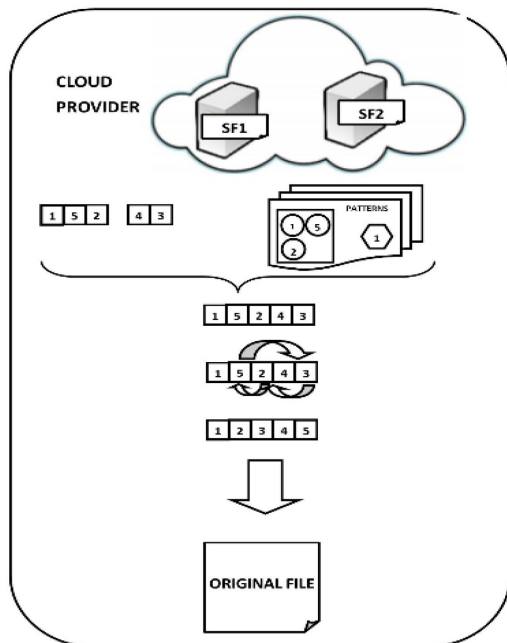 CLOUD
PROVIDER
SF1
SF2
1 5 2 4 3
PATTERNS
1 5
2
1
1 5 2 4 3
1 5 2 4 3
1 2 3 4 5
ORIGINAL FILE